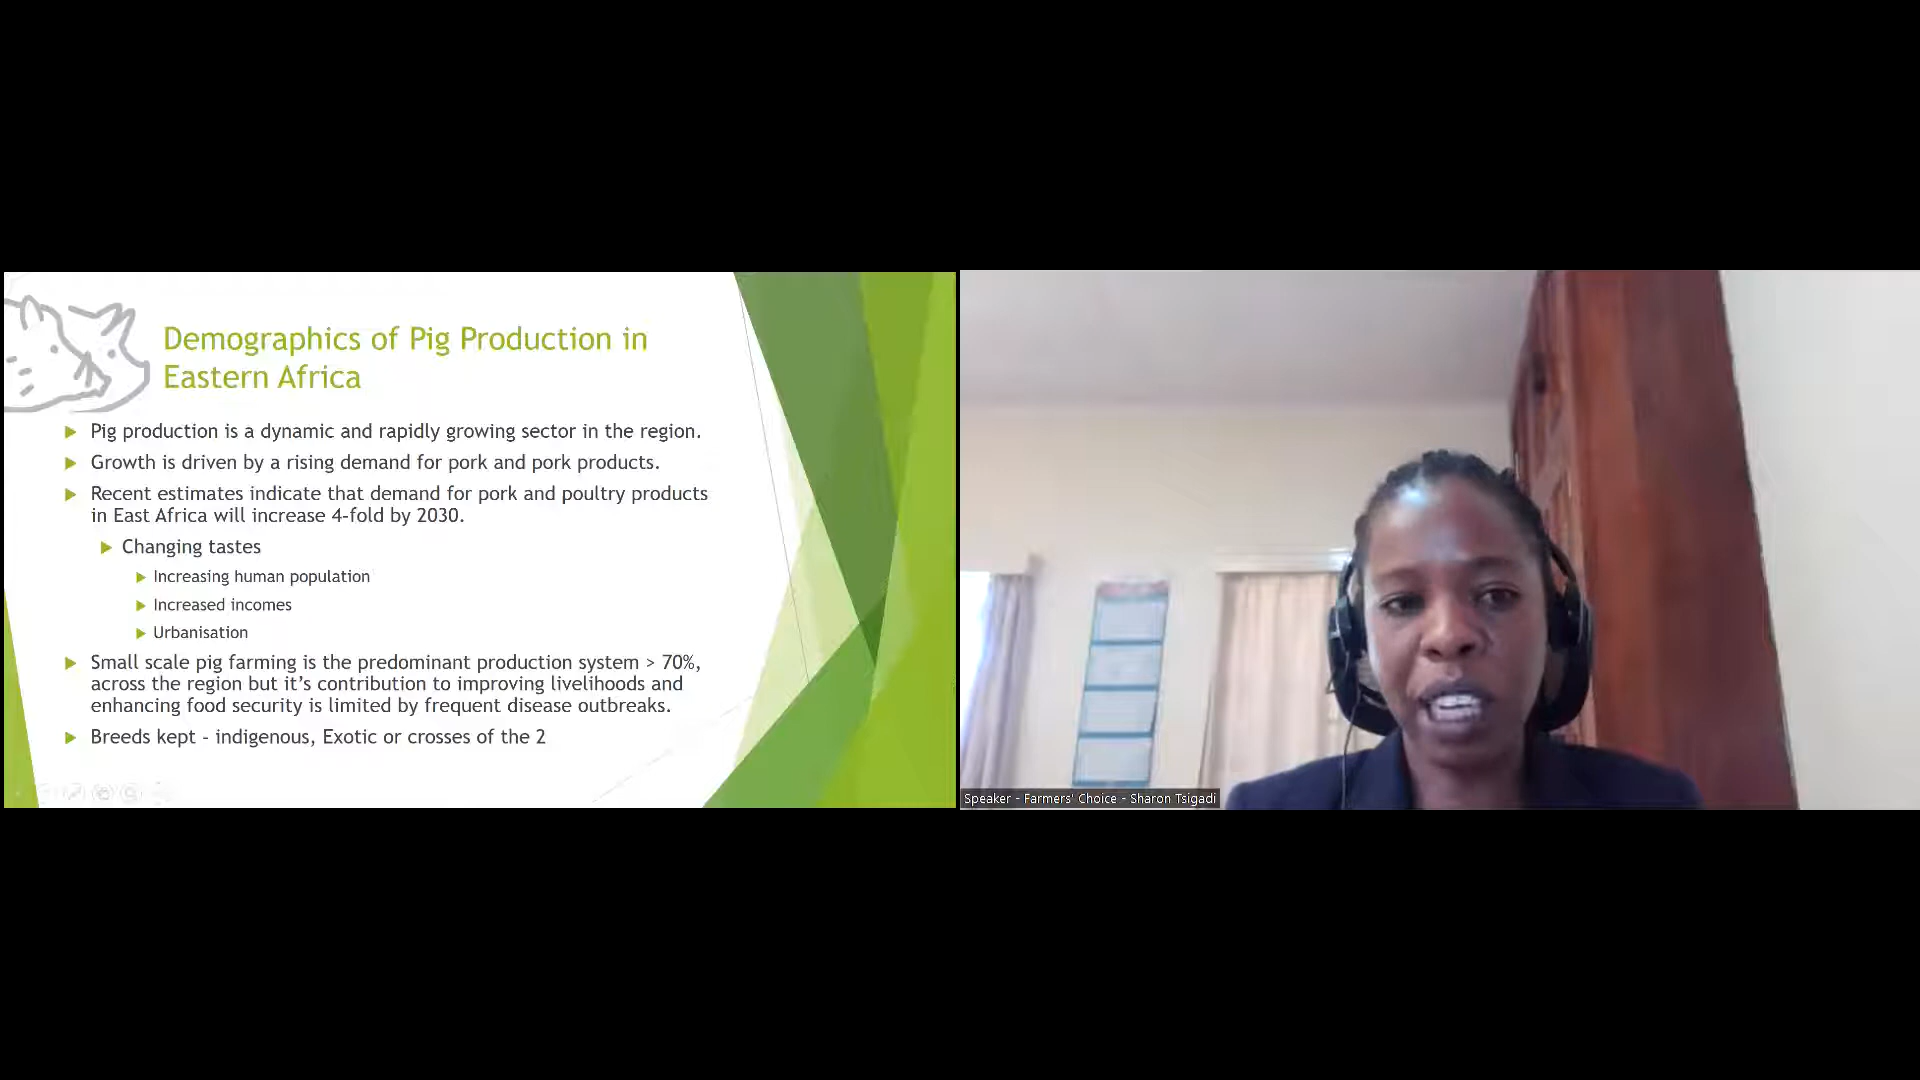 Demographics of Pig Production in
Eastern Africa
Pig production is a dynamic and rapidly growing sector in the region.
Growth is driven by a rising demand for pork and pork products.
Recent estimates indicate that demand for pork and poultry products
in East Africa will increase 4-fold by 2030.
Changing tastes
Increasing human population
Increased incomes
Urbanisation
Small scale pig farming is the predominant production system > 70%,
across the region but it’s contribution to improving livelihoods and
enhancing food security is limited by frequent disease outbreaks.
Breeds kept - indigenous, Exotic or crosses of the 2
Speaker - Farmers' Choice - Sharon Tsigadi